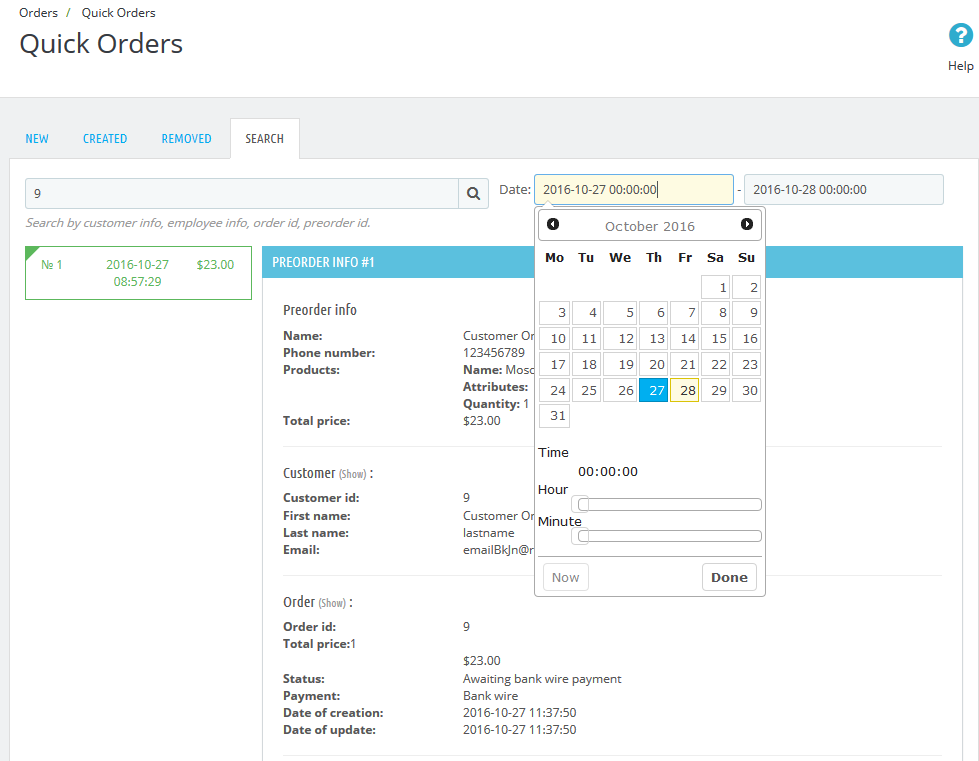 Orders / Quick Orders
Quick Orders
Help
NEW CREATED REMOVED SEARCH
9 Date: 2016-10-27 00:00:00 - 2016-10-28 00:00:00
Search by customer info, employee info, order id, preorder id.
№ 1 2016-10-27 08:57:29 $23.00
PREORDER INFO #1
Preorder info
Name: Customer
Phone number: 123456789
Products: Name:
Attributes:
Quantity: 1
Total price: $23.00
Customer (Show) :
Customer id: 9
First name: Customer
Last name: lastname
Email:
Order (Show) :
Order id: 9
Total price:1
$23.00
Status: Awaiting bank wire payment
Payment: Bank wire
Date of creation: 2016-10-27 11:37:50
Date of update: 2016-10-27 11:37:50
October 2016
Mo Tu We Th Fr Sa Su
1 2
3 4 5 6 7 8 9
10 11 12 13 14 15 16
17 18 19 20 21 22 23
24 25 26 27 28 29 30
31
Time
00:00:00
Hour
Minute
Now Done